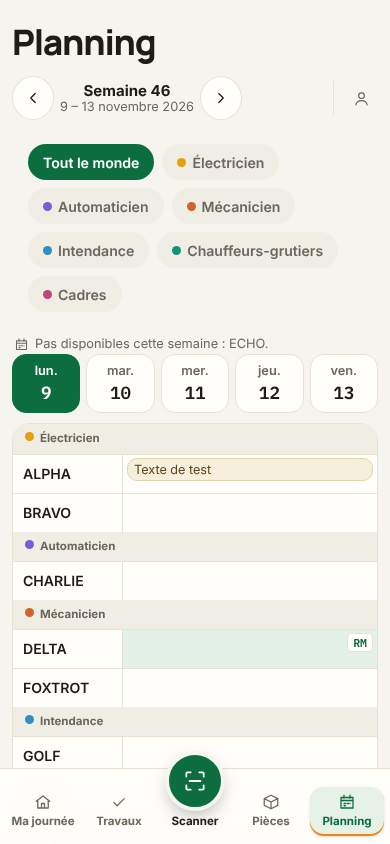 Planning
Semaine 46
9 – 13 novembre 2026
Tout le monde
Électricien
Automaticien
Mécanicien
Intendance
Chauffeurs-grutiers
Cadres
Pas disponibles cette semaine : ECHO.
lun. mar. mer. jeu. ven.
9 10 11 12 13
Électricien
ALPHA Texte de test
BRAVO
Automaticien
CHARLIE
Mécanicien
DELTA RM
FOXTROT
Intendance
GOLF
Ma journée Travaux Scanner Pièces Planning